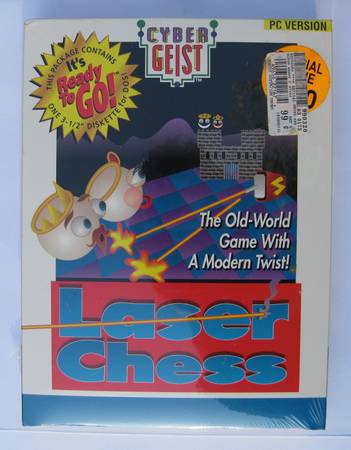 PC VERSION
CYBER
GEIST
TM
THIS PACKAGE CONTAINS
It's
Ready
To GO!
ONE 3-1/2" DISKETTE for DOS!
The Old-World
Game With
A Modern Twist!
Laser
Chess